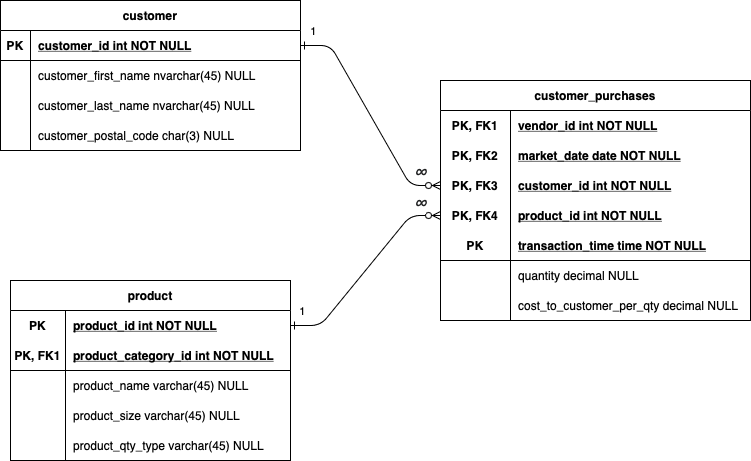 customer
PK customer_id int NOT NULL
customer_first_name nvarchar(45) NULL
customer_last_name nvarchar(45) NULL
customer_postal_code char(3) NULL
1
customer_purchases
PK, FK1 vendor_id int NOT NULL
PK, FK2 market_date date NOT NULL
PK, FK3 customer_id int NOT NULL
PK, FK4 product_id int NOT NULL
PK transaction_time time NOT NULL
quantity decimal NULL
cost_to_customer_per_qty decimal NULL
∞
∞
product
PK product_id int NOT NULL
PK, FK1 product_category_id int NOT NULL
product_name varchar(45) NULL
product_size varchar(45) NULL
product_qty_type varchar(45) NULL
1